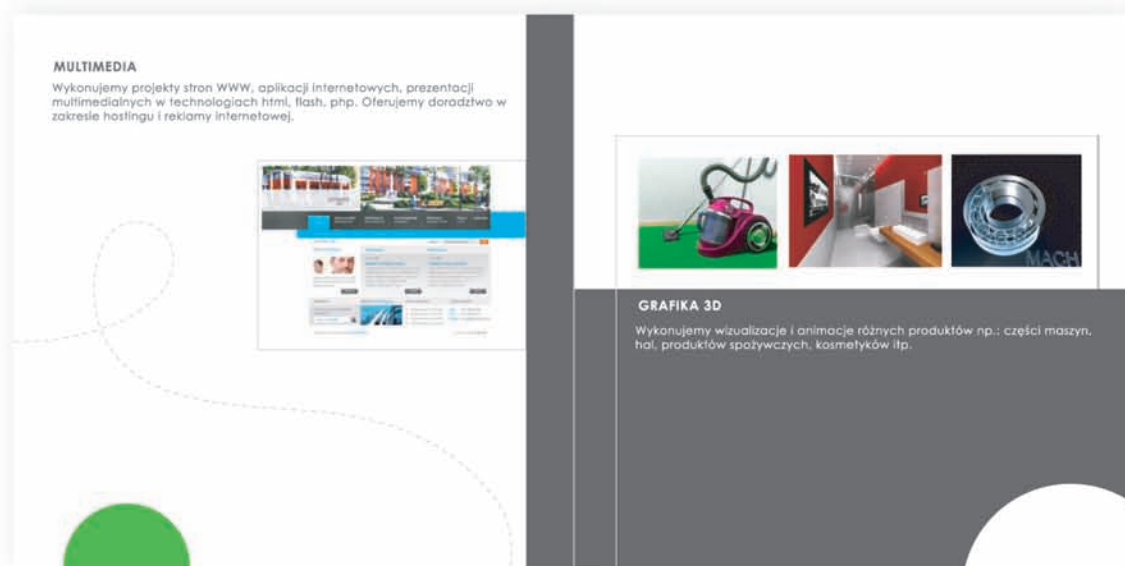 MULTIMEDIA
Wykonujemy projekty stron WWW, aplikacji internetowych, prezentacji
multimedialnych w technologiach html, flash, php. Oferujemy doradztwo w
zakresie hostingu i reklamy internetowej.
MACH
GRAFIKA 3D
Wykonujemy wizualizacje i animacje różnych produktów np.: części maszyn,
hal, produktów spożywczych, kosmetyków itp.